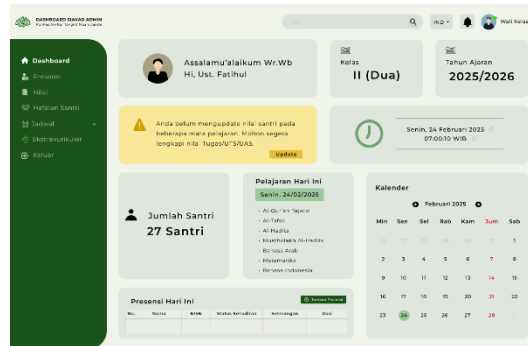 DASHBOARD SIAKAD ADMIN
IND
Wali Kelas
Dashboard
Presensi
Nilai
Hafalan Santri
Jadwal
Ekstrakurikuler
Keluar
Assalamu'alaikum Wr.Wb
Hi, Ust. Fatihul
Kelas
II (Dua)
Tahun Ajaran
2025/2026
Anda belum mengupdate nilai santri pada
beberapa mata pelajaran. Mohon segera
lengkapi nilai Tugas/UTS/UAS.
Update
Senin, 24 Februari 2025
07:00:10 WIB
Jumlah Santri
27 Santri
Pelajaran Hari Ini
Senin, 24/02/2025
- Al-Qur'an Tajwid
- Al-Tafsir
- Al-Hadits
- Musthalah Al-Hadits
- Bahasa Arab
- Matematika
- Bahasa Indonesia
Kalender
Februari 2025
Min Sen Sel Rab Kam Jum Sab
1
2 3 4 5 6 7 8
9 10 11 12 13 14 15
16 17 18 19 20 21 22
23 24 25 26 27 28
Presensi Hari Ini
Tambah Presensi
No. Nama NISN Status Kehadiran Keterangan Aksi